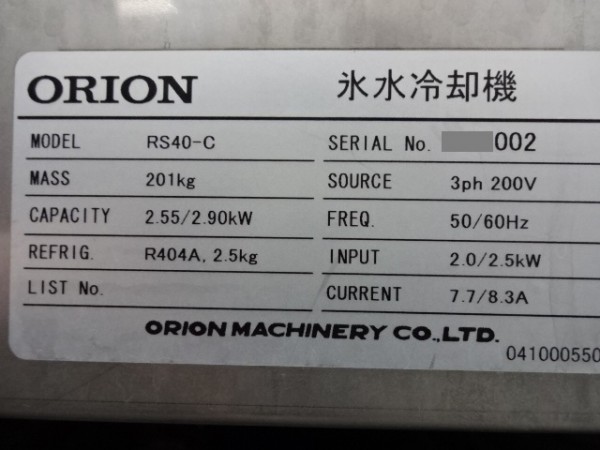 ORION 氷水冷却機
MODEL RS40-C SERIAL No. 002
MASS 201kg SOURCE 3ph 200V
CAPACITY 2.55/2.90kW FREQ. 50/60Hz
REFRIG. R404A, 2.5kg INPUT 2.0/2.5kW
LIST No. CURRENT 7.7/8.3A
ORION MACHINERY CO.,LTD.
041000550